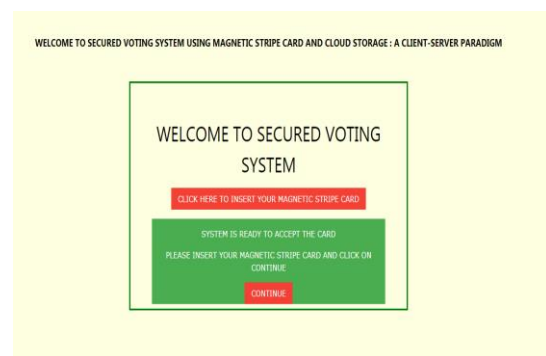 WELCOME TO SECURED VOTING SYSTEM USING MAGNETIC STRIPE CARD AND CLOUD STORAGE : A CLIENT-SERVER PARADIGM
WELCOME TO SECURED VOTING
SYSTEM
CLICK HERE TO INSERT YOUR MAGNETIC STRIPE CARD
SYSTEM IS READY TO ACCEPT THE CARD
PLEASE INSERT YOUR MAGNETIC STRIPE CARD AND CLICK ON
CONTINUE
CONTINUE